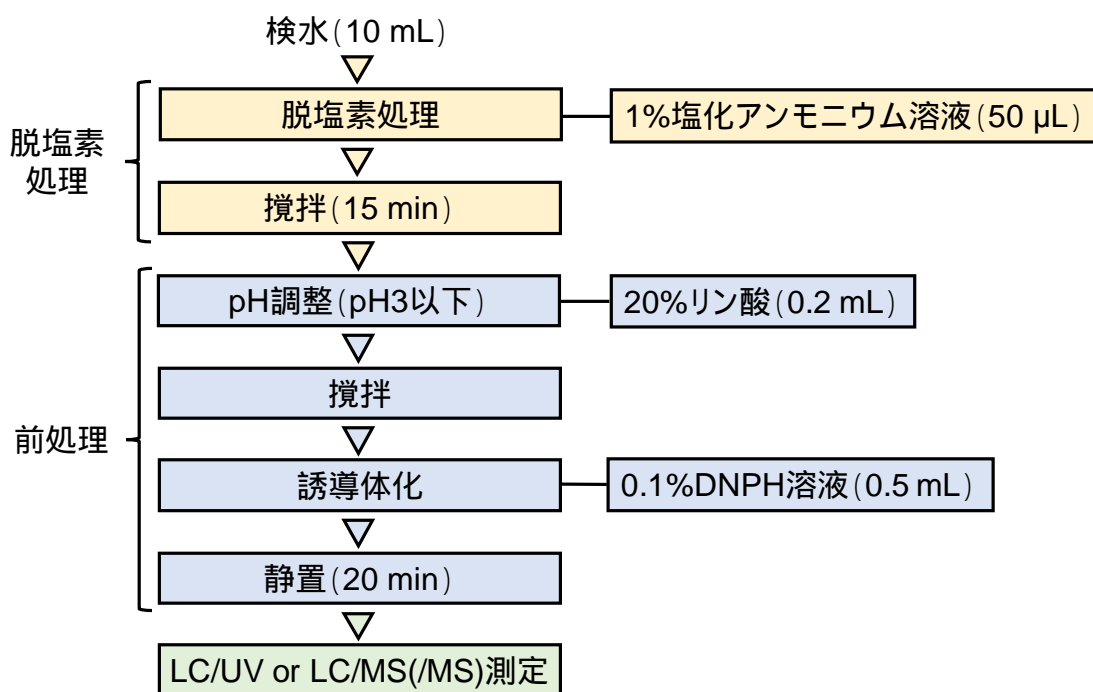 検水(10 mL)
脱塩素
処理
脱塩素処理
1%塩化アンモニウム溶液(50 µL)
撹拌(15 min)
前処理
pH調整(pH3以下)
20%リン酸(0.2 mL)
撹拌
誘導体化
0.1%DNPH溶液(0.5 mL)
静置(20 min)
LC/UV or LC/MS(/MS)測定